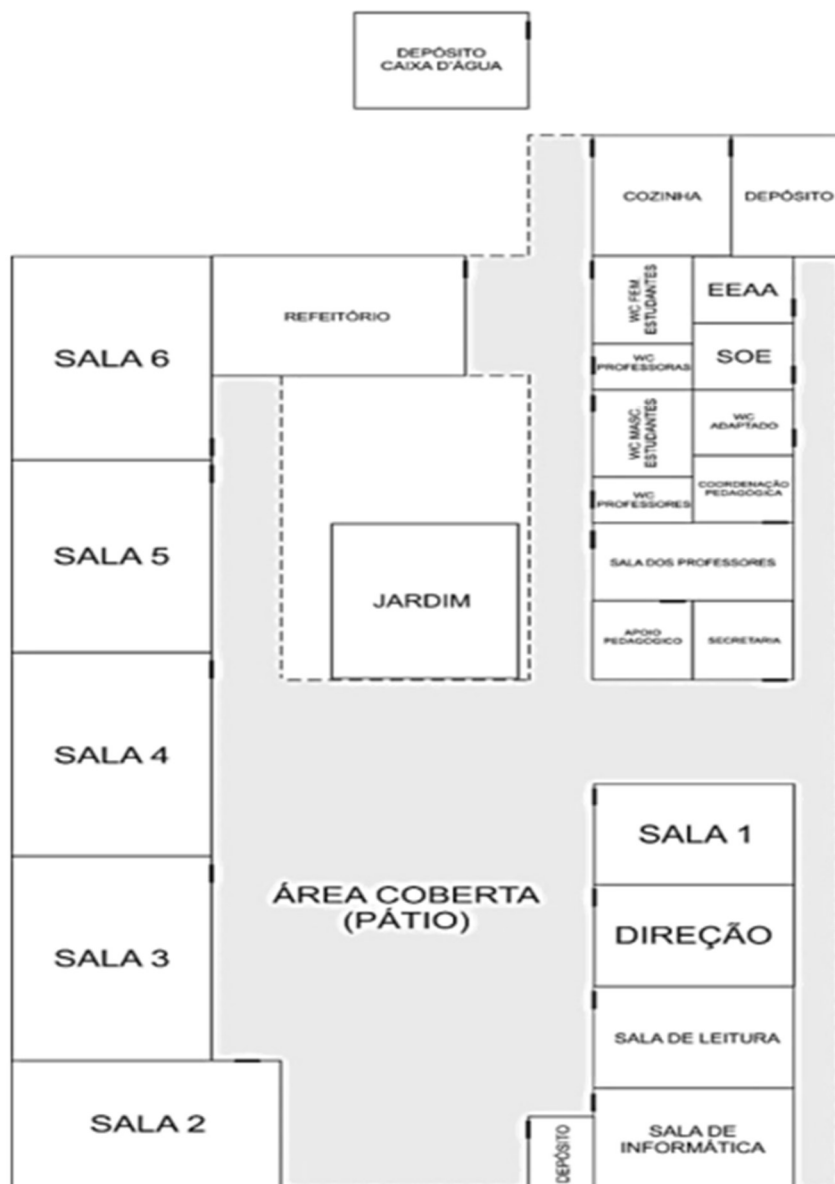 DEPÓSITO
CAIXA D'ÁGUA
COZINHA
DEPÓSITO
REFEITÓRIO
WC FEM.
ESTUDANTES
EEAA
SALA 6
WC
PROFESSORAS
SOE
WC MASC.
ESTUDANTES
WC
ADAPTADO
WC
PROFESSORES
COORDENAÇÃO
PEDAGÓGICA
SALA 5
SALA DOS PROFESSORES
JARDIM
APOIO
PEDAGÓGICO
SECRETARIA
SALA 4
SALA 1
ÁREA COBERTA
(PÁTIO)
DIREÇÃO
SALA 3
SALA DE LEITURA
SALA 2
DEPÓSITO
SALA DE
INFORMÁTICA